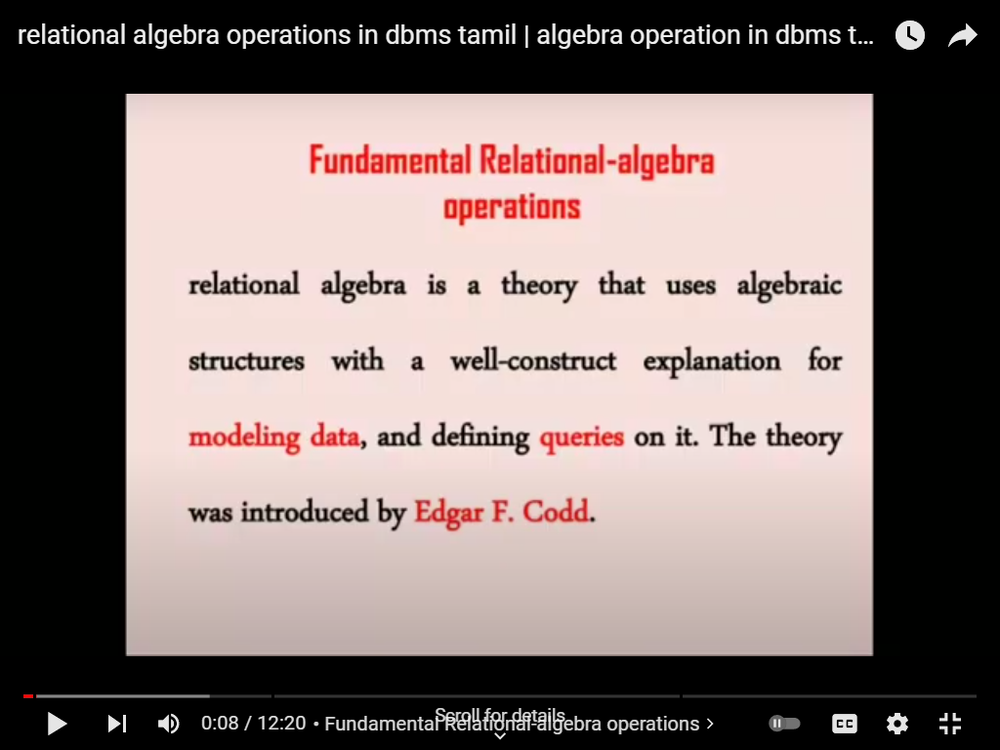 relational algebra operations in dbms tamil | algebra operation in dbms t...
Fundamental Relational-algebra
operations
relational algebra is a theory that uses algebraic
structures with a well-construct explanation for
modeling data, and defining queries on it. The theory
was introduced by Edgar F. Codd.
Scroll for details
0:08 / 12:20 • Fundamental Relational-algebra operations
CC